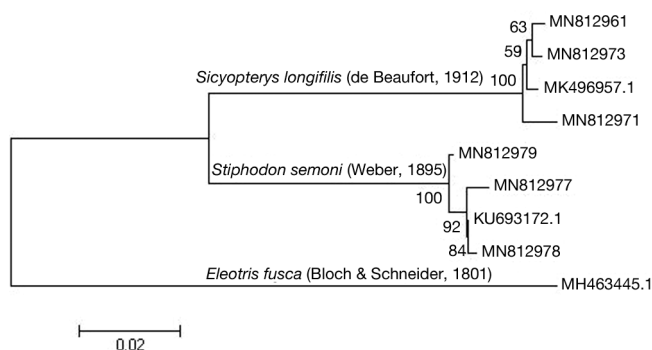 63
MN812961
59
MN812973
Sicyopterys longifilis (de Beaufort, 1912)
100
MK496957.1
MN812971
MN812979
Stiphodon semoni (Weber, 1895)
MN812977
100
KU693172.1
92
84
MN812978
Eleotris fusca (Bloch & Schneider, 1801)
MH463445.1
0.02